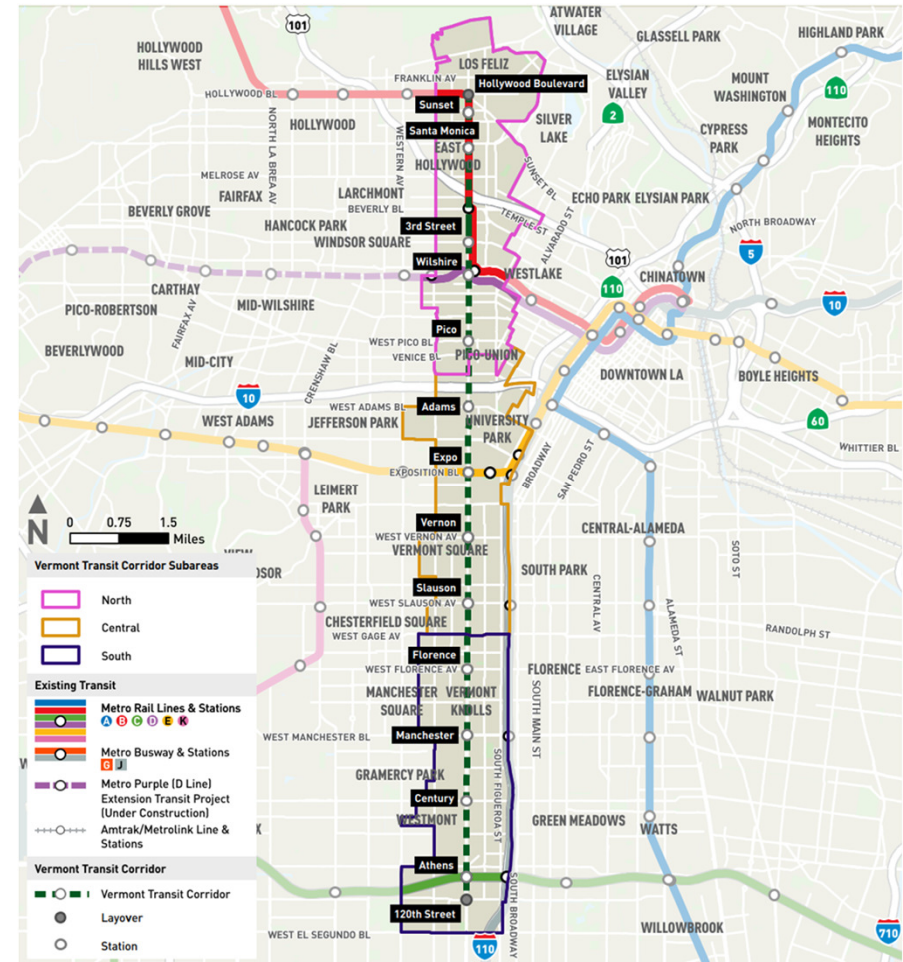 ATWATER
VILLAGE
101
GLASSELL PARK
HIGHLAND PARK
HOLLYWOOD
HILLS WEST
LOS FELIZ
FRANKLIN AV
Hollywood Boulevard
ELYSIAN
VALLEY
MOUNT
WASHINGTON
110
HOLLYWOOD BL
Sunset
2
HOLLYWOOD
SILVER
LAKE
CYPRESS
PARK
MONTECITO
HEIGHTS
NORTH LA BREA AV
WESTERN AV
Santa Monica
EAST
HOLLYWOOD
SUNSET BL
MELROSE AV
FAIRFAX
LARCHMONT
ECHO PARK
ELYSIAN PARK
BEVERLY GROVE
BEVERLY BL
TEMPLE ST
ALVARADO ST
NORTH BROADWAY
HANCOCK PARK
3rd Street
WINDSOR SQUARE
101
5
Wilshire
WESTLAKE
CHINATOWN
CARTHAY
110
10
PICO-ROBERTSON
MID-WILSHIRE
FAIRFAX AV
Pico
WEST PICO BL
BEVERLYWOOD
MID-CITY
CRENSHAW BL
VENICE BL
PICO-UNION
DOWNTOWN LA
BOYLE HEIGHTS
10
WEST ADAMS BL
Adams
WEST ADAMS
JEFFERSON PARK
UNIVERSITY
PARK
60
BROADWAY
SAN PEDRO ST
WHITTIER BL
Expo
EXPOSITION BL
LEIMERT
PARK
N
0 0.75 1.5
Miles
Vernon
WEST VERNON AV
VERMONT SQUARE
CENTRAL-ALAMEDA
SOTO ST
SOUTH PARK
CENTRAL AV
ALAMEDA ST
Slauson
WEST SLAUSON AV
CHESTERFIELD SQUARE
WEST GAGE AV
RANDOLPH ST
Florence
WEST FLORENCE AV
FLORENCE
EAST FLORENCE AV
FLORENCE-GRAHAM
WALNUT PARK
MANCHESTER
SQUARE
VERMONT
KNOLLS
SOUTH MAIN ST
WEST MANCHESTER BL
Manchester
GRAMERCY PARK
SOUTH FIGUEROA ST
Century
WESTMONT
GREEN MEADOWS
WATTS
Athens
SOUTH BROADWAY
120th Street
WEST EL SEGUNDO BL
110
WILLOWBROOK
710
Vermont Transit Corridor Subareas
North
Central
South
Existing Transit
Metro Rail Lines & Stations
A B C D E K
Metro Busway & Stations
G J
Metro Purple (D Line)
Extension Transit Project
(Under Construction)
Amtrak/Metrolink Line &
Stations
Vermont Transit Corridor
Vermont Transit Corridor
Layover
Station